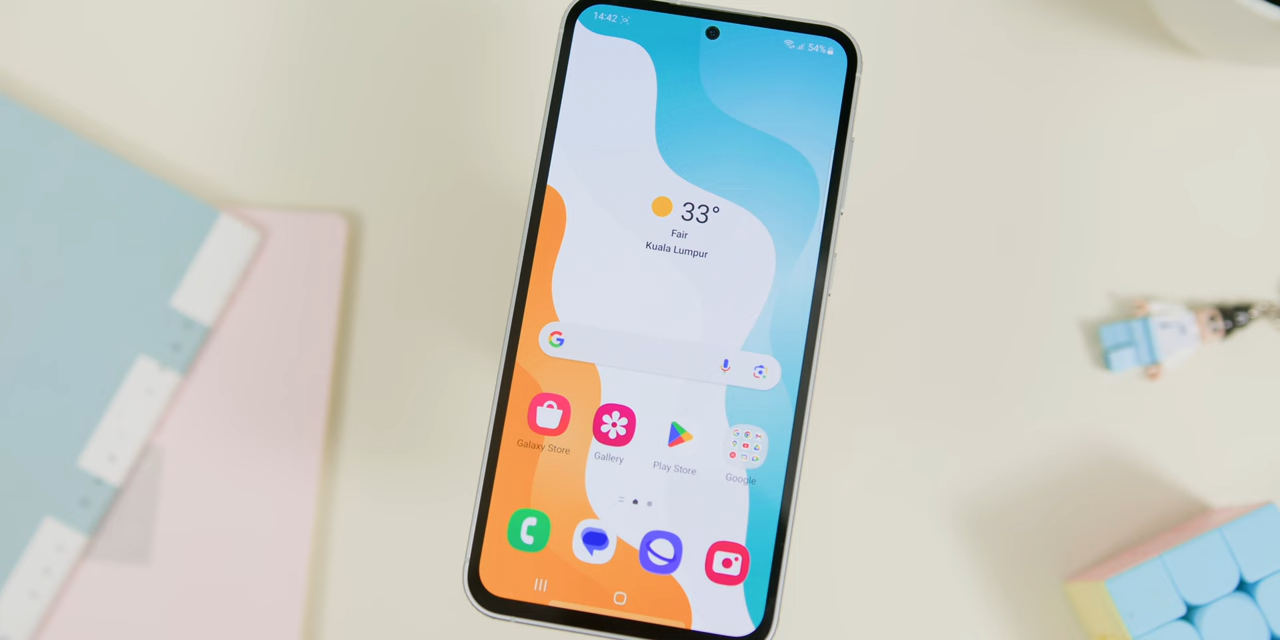 14:42
54%
33°
Fair
Kuala Lumpur
Galaxy Store
Gallery
Play Store
Google